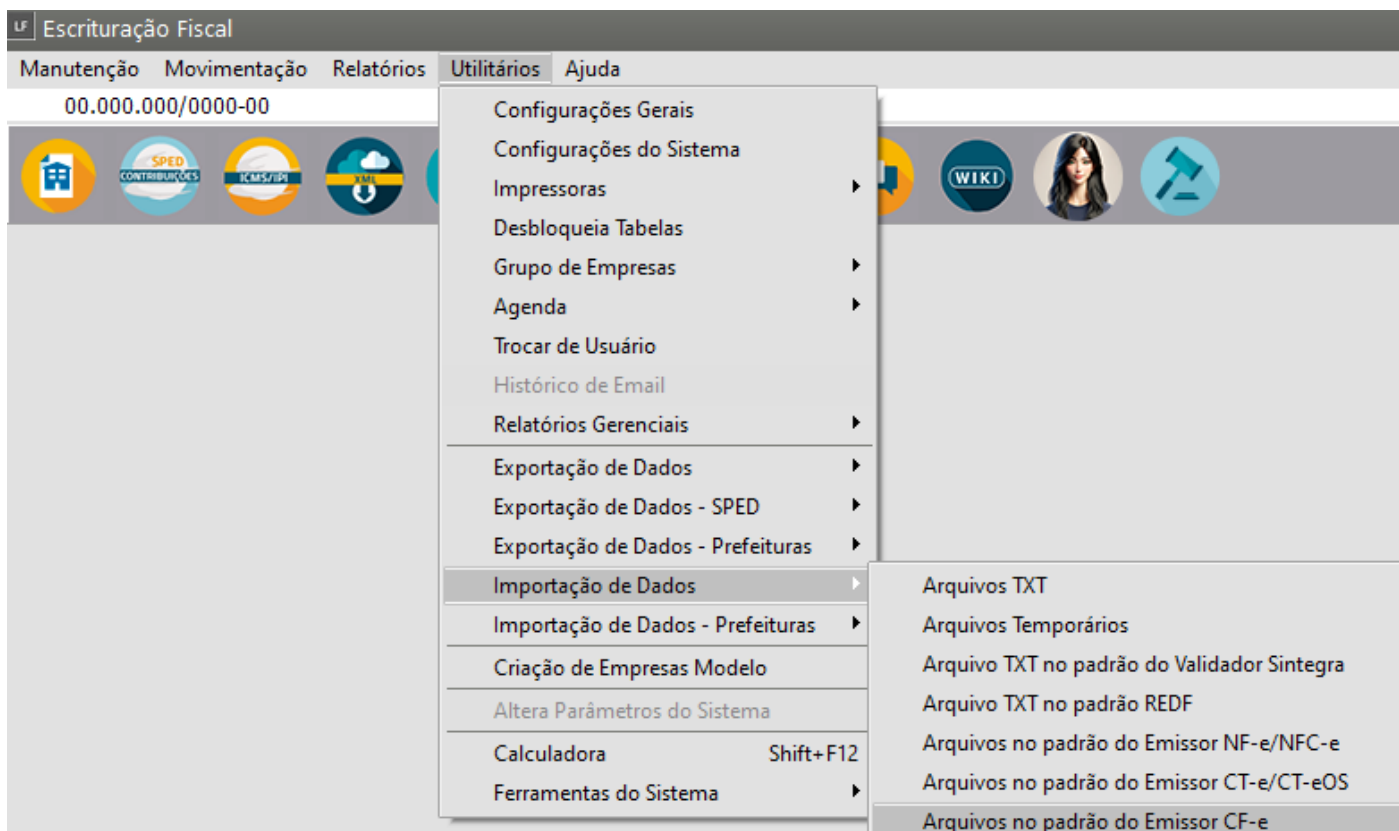 LF Escrituração Fiscal
Manutenção Movimentação Relatórios Utilitários Ajuda
00.000.000/0000-00
SPED
CONTRIBUIÇÕES
ICMS/IPI
XML
WIKI
Configurações Gerais
Configurações do Sistema
Impressoras
Desbloqueia Tabelas
Grupo de Empresas
Agenda
Trocar de Usuário
Histórico de Email
Relatórios Gerenciais
Exportação de Dados
Exportação de Dados - SPED
Exportação de Dados - Prefeituras
Importação de Dados
Importação de Dados - Prefeituras
Criação de Empresas Modelo
Altera Parâmetros do Sistema
Calculadora Shift+F12
Ferramentas do Sistema
Arquivos TXT
Arquivos Temporários
Arquivo TXT no padrão do Validador Sintegra
Arquivo TXT no padrão REDF
Arquivos no padrão do Emissor NF-e/NFC-e
Arquivos no padrão do Emissor CT-e/CT-eOS
Arquivos no padrão do Emissor CF-e